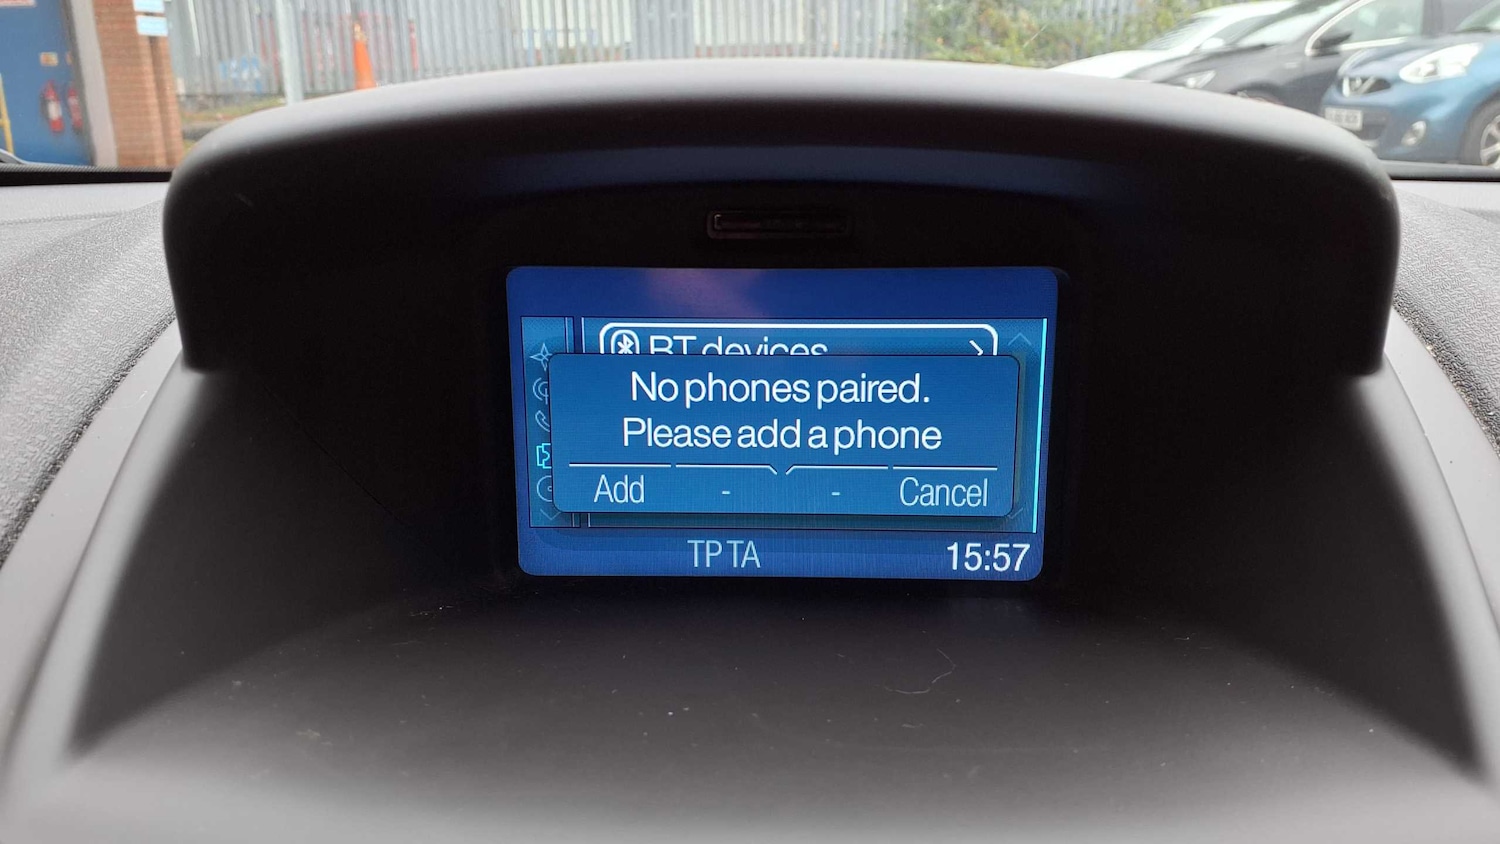 BT devices
No phones paired.
Please add a phone
Add - - Cancel
TP TA 15:57